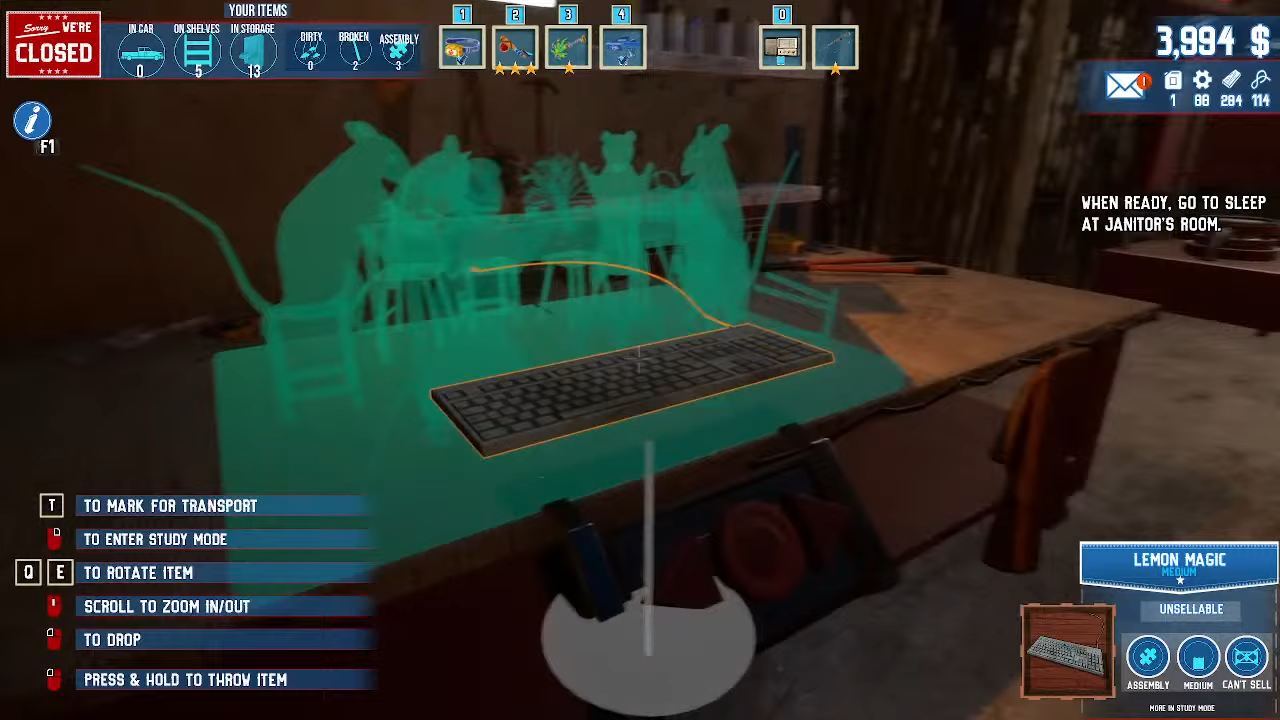 Sorry WE'RE
CLOSED
YOUR ITEMS
IN CAR
0
ON SHELVES
5
IN STORAGE
13
DIRTY
0
BROKEN
2
ASSEMBLY
3
1
2
3
4
0
3,994 $
1
88
284
114
F1
WHEN READY, GO TO SLEEP
AT JANITOR'S ROOM.
T TO MARK FOR TRANSPORT
TO ENTER STUDY MODE
Q E TO ROTATE ITEM
SCROLL TO ZOOM IN/OUT
TO DROP
PRESS & HOLD TO THROW ITEM
LEMON MAGIC
MEDIUM
UNSELLABLE
ASSEMBLY
MEDIUM
CAN'T SELL
MORE IN STUDY MODE